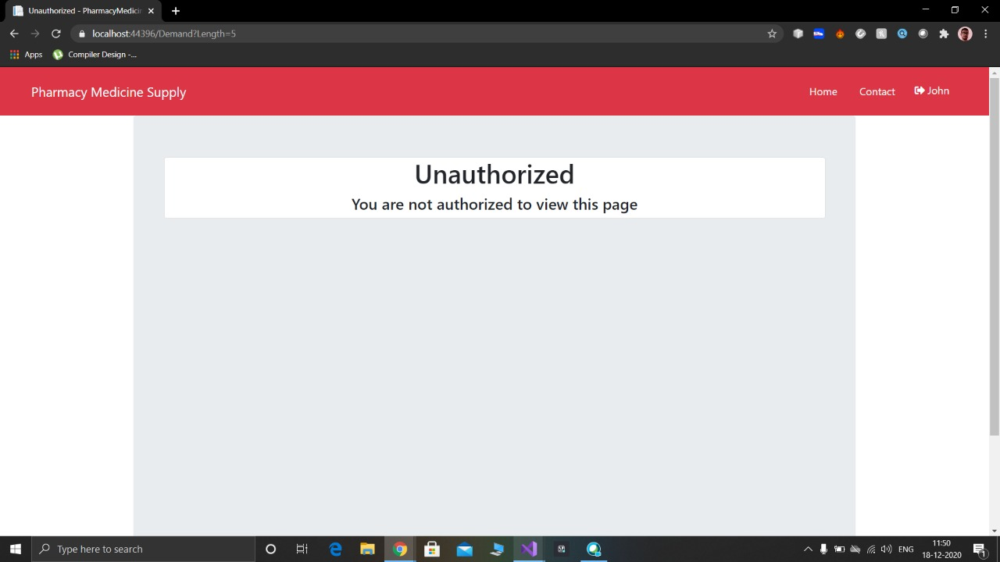 Unauthorized - PharmacyMedicin
localhost:44396/Demand?Length=5
Apps
Compiler Design -...
Pharmacy Medicine Supply
Home
Contact
John
Unauthorized
You are not authorized to view this page
Type here to search
ENG
11:50
18-12-2020
1